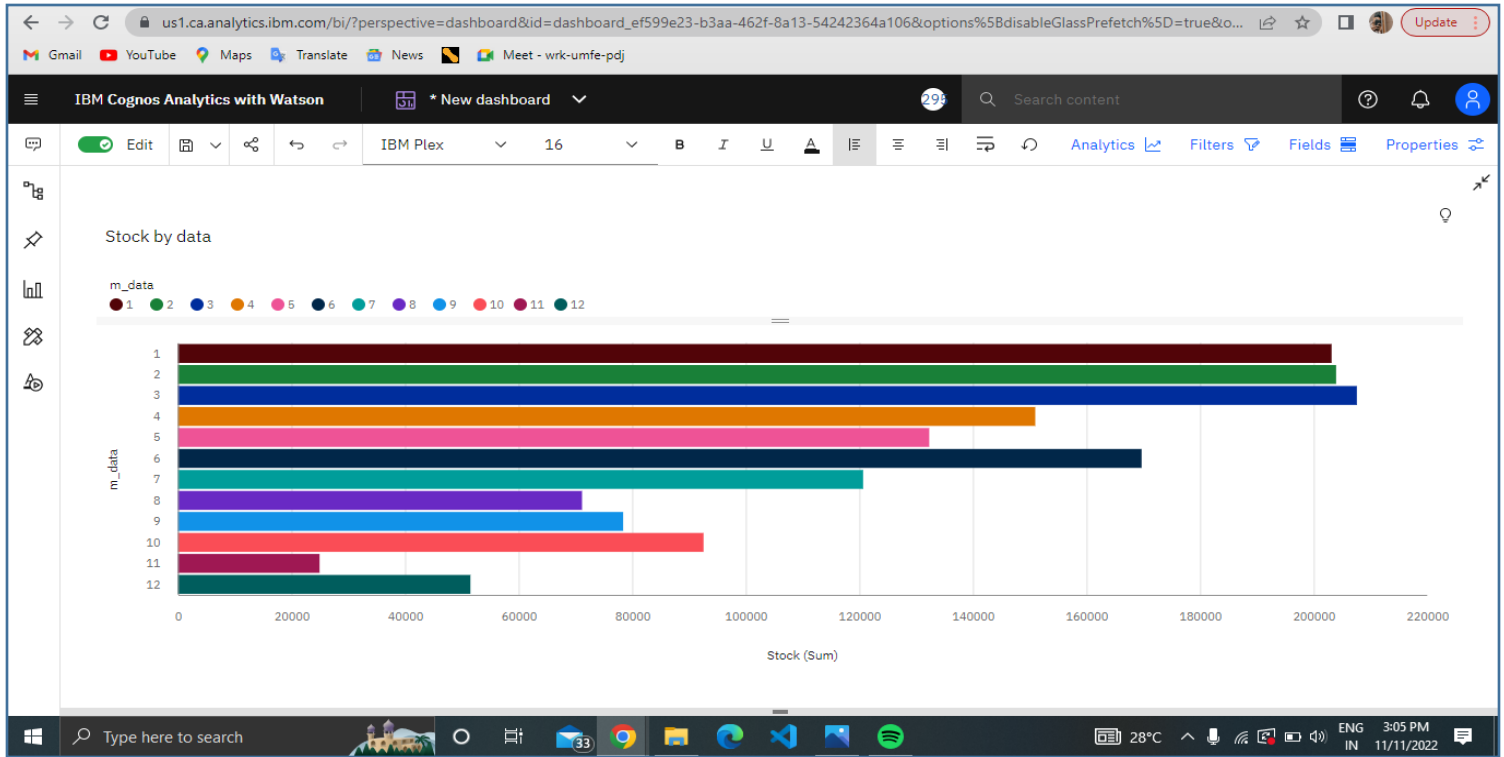 us1.ca.analytics.ibm.com/bi/?perspective=dashboard&id=dashboard_ef599e23-b3aa-462f-8a13-54242364a106&options%5BdisableGlassPrefetch%5D=true&o... Update
Gmail YouTube Maps Translate News Meet - wrk-umfe-pdj
IBM Cognos Analytics with Watson * New dashboard 295 Search content
Edit IBM Plex 16 B I U A Analytics Filters Fields Properties
Stock by data
m_data
1 2 3 4 5 6 7 8 9 10 11 12
m_data
1
2
3
4
5
6
7
8
9
10
11
12
0 20000 40000 60000 80000 100000 120000 140000 160000 180000 200000 220000
Stock (Sum)
Type here to search 33 28°C ENG IN 3:05 PM 11/11/2022